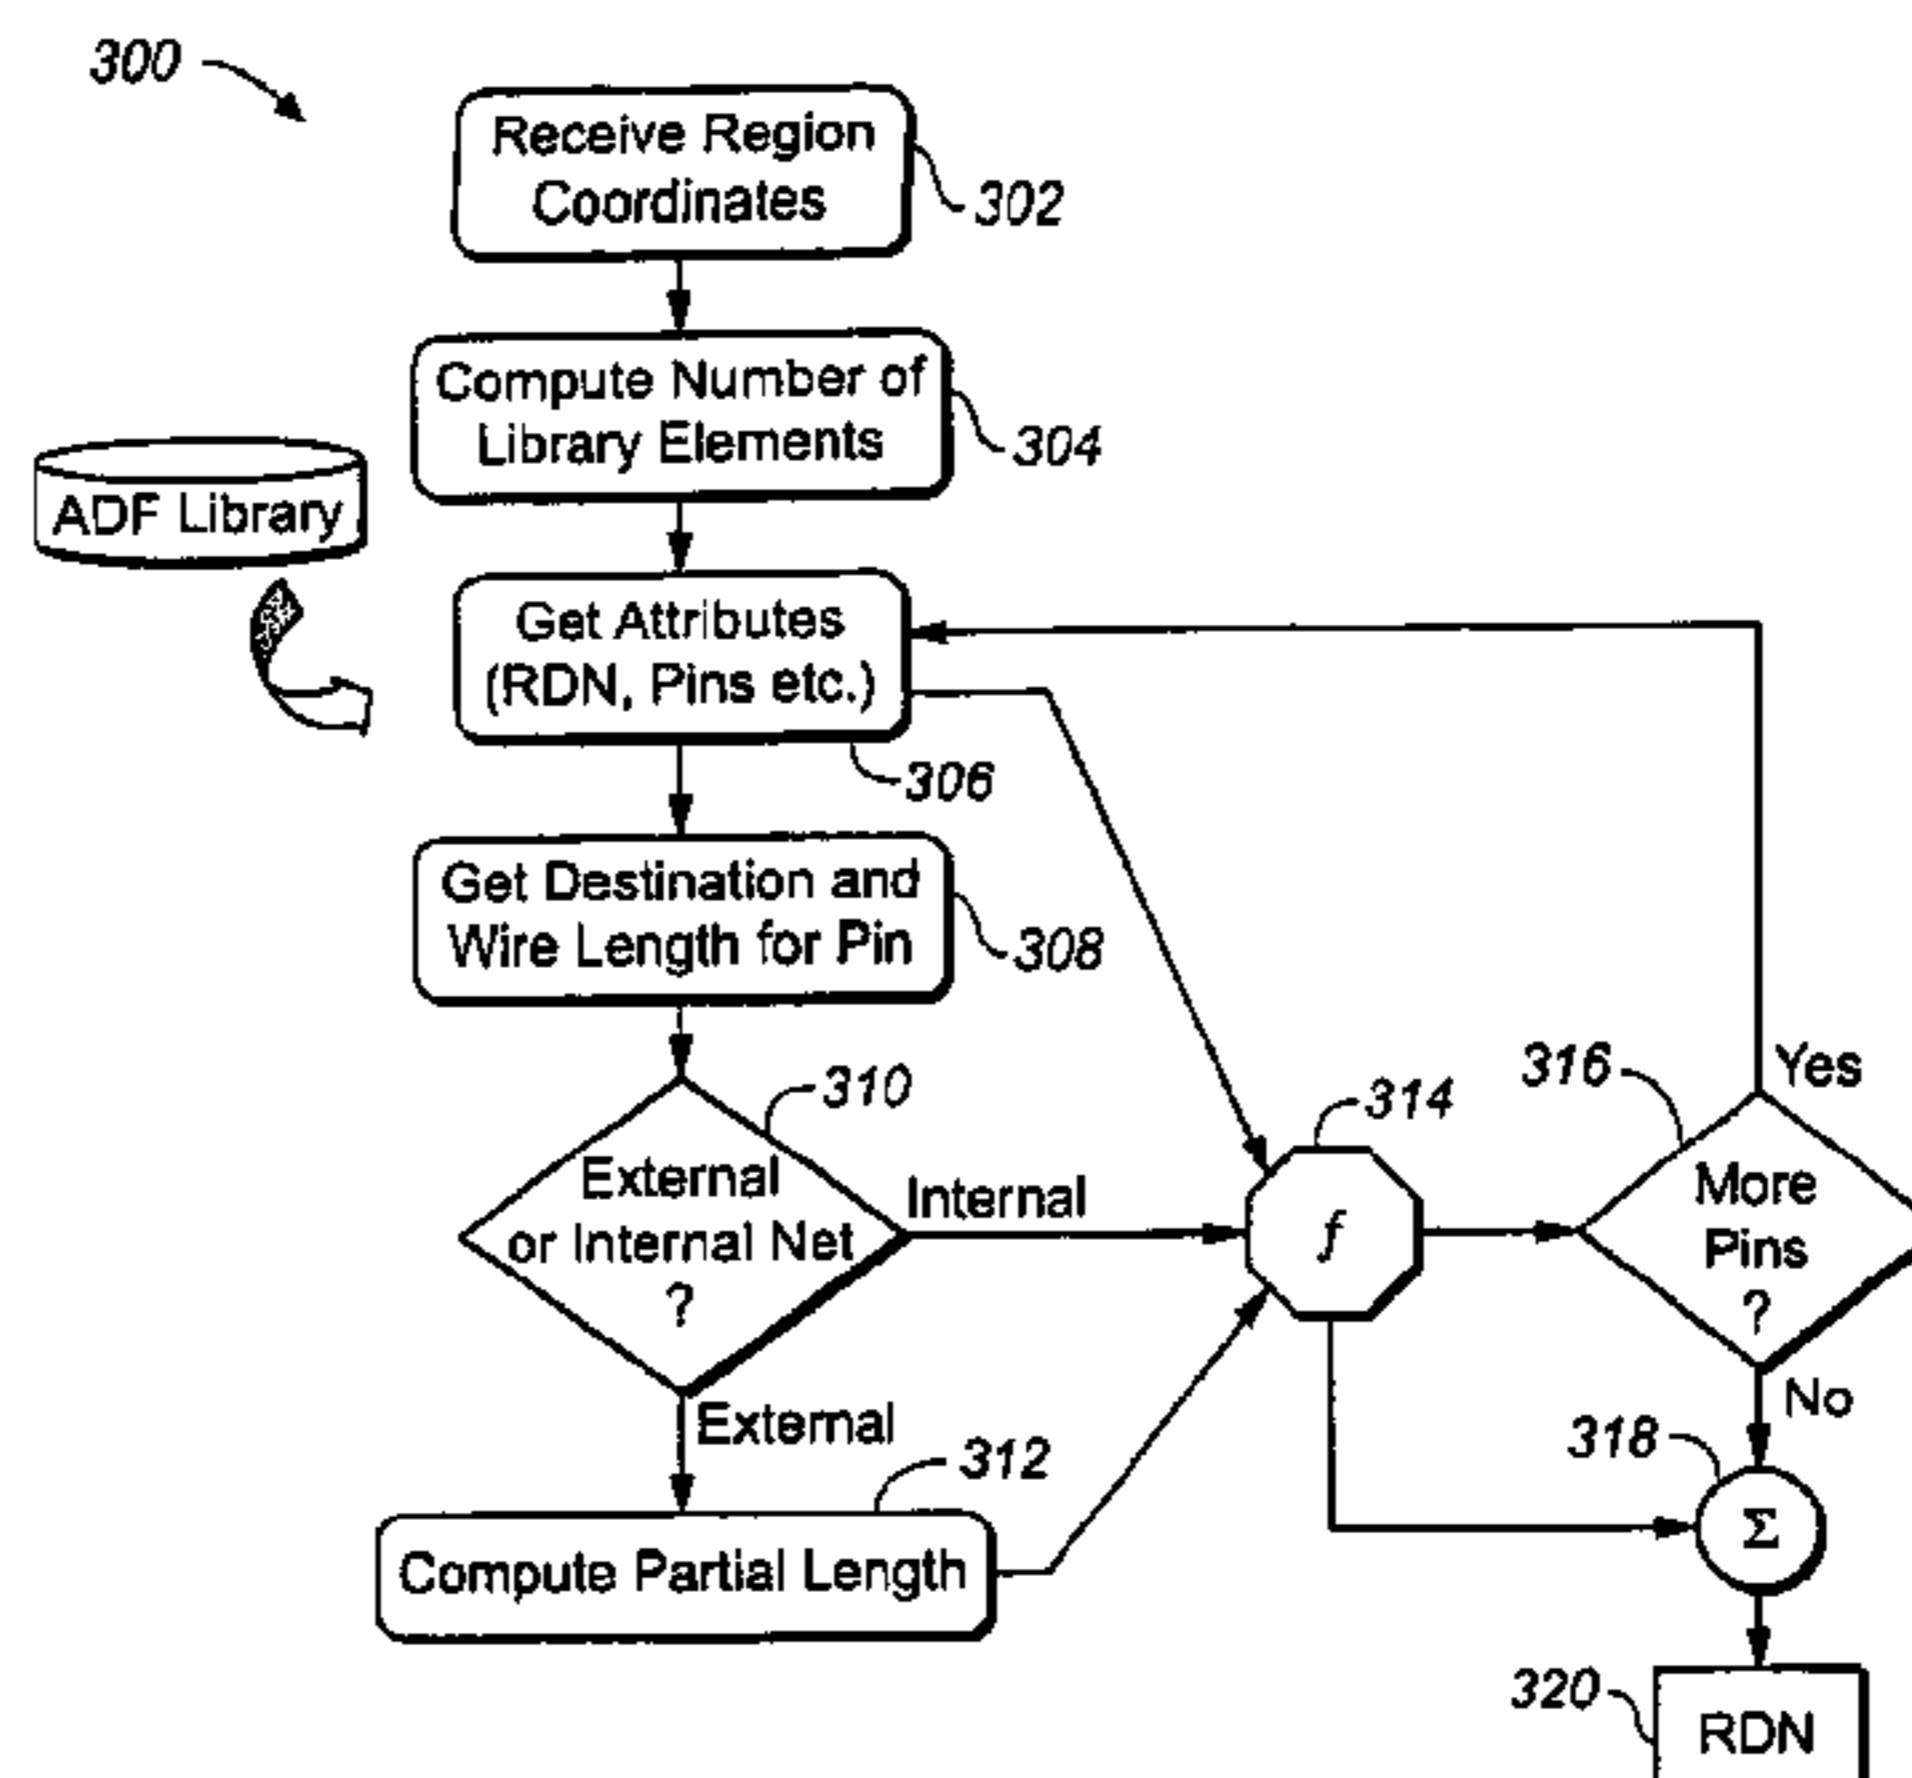 300
Receive Region
Coordinates
302
Compute Number of
Library Elements
304
ADF Library
Get Attributes
(RDN, Pins etc.)
306
Get Destination and
Wire Length for Pin
308
310
External
or Internal Net
?
Internal
External
312
Compute Partial Length
314
f
316
Yes
More
Pins
?
No
318
Σ
320
RDN